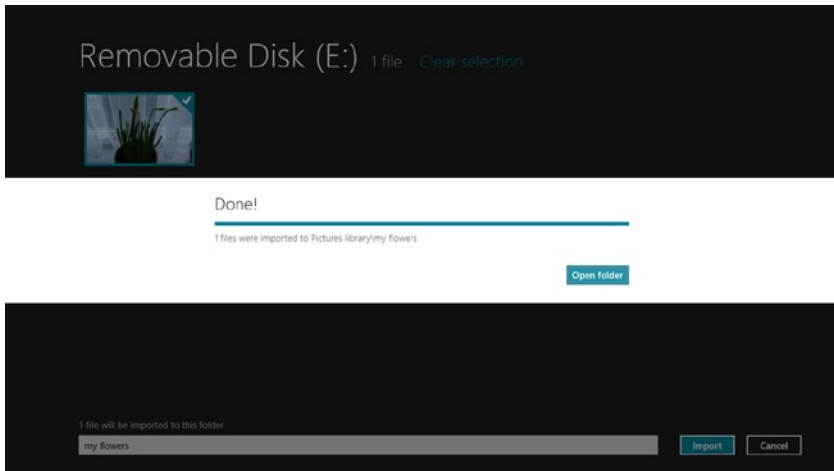 Removable Disk (E:) 1 file Clear selection
Done!
1 files were imported to Pictures library\my flowers
Open folder
1 file will be imported to this folder
my flowers Import Cancel